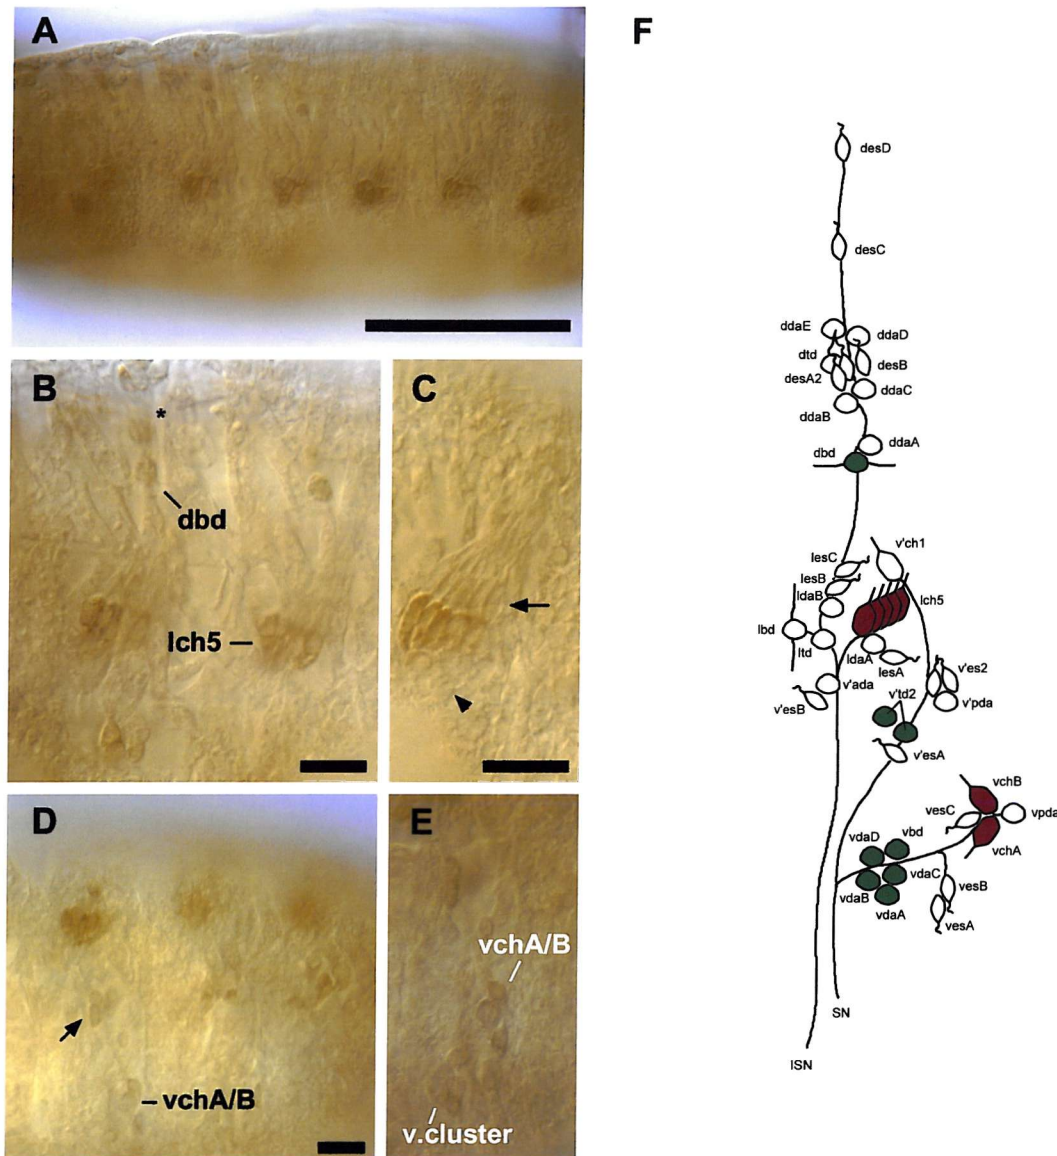 A
F
B
*
dbd
lch5
C
D
vchA/B
E
vchA/B
v.cluster
desD
desC
ddaE
ddaD
dtd
desB
desA2
ddaC
ddaB
ddaA
dbd
lesC
v'ch1
lesB
ldaB
lch5
lbd
ltd
ldaA
lesA
v'es2
v'ada
v'td2
v'pda
v'esB
v'esA
vchB
vesC
vpda
vdaD
vbd
vchA
vdaC
vesB
vdaB
vdaA
vesA
SN
ISN